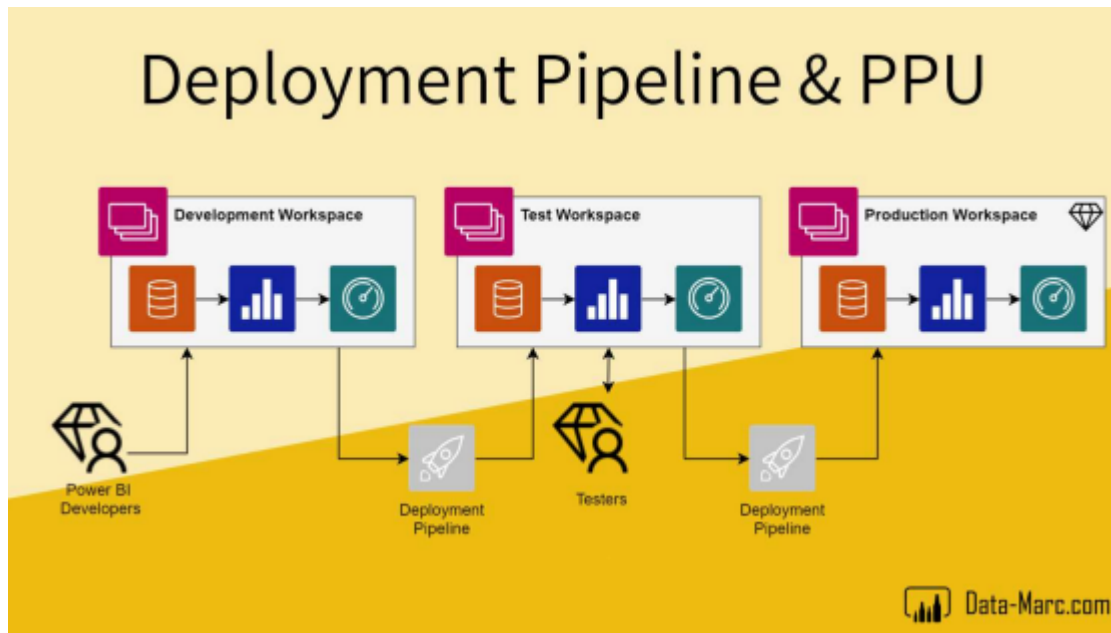 Deployment Pipeline & PPU
Development Workspace
Test Workspace
Production Workspace
Power BI
Developers
Deployment
Pipeline
Testers
Deployment
Pipeline
Data-Marc.com